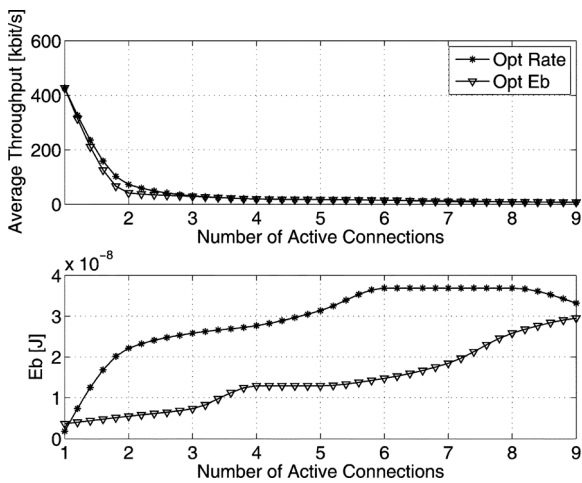 Average Throughput [kbit/s]
600
400
200
0
Opt Rate
Opt Eb
1 2 3 4 5 6 7 8 9
Number of Active Connections
x 10⁻⁸
Eb [J]
4
3
2
1
0
1 2 3 4 5 6 7 8 9
Number of Active Connections